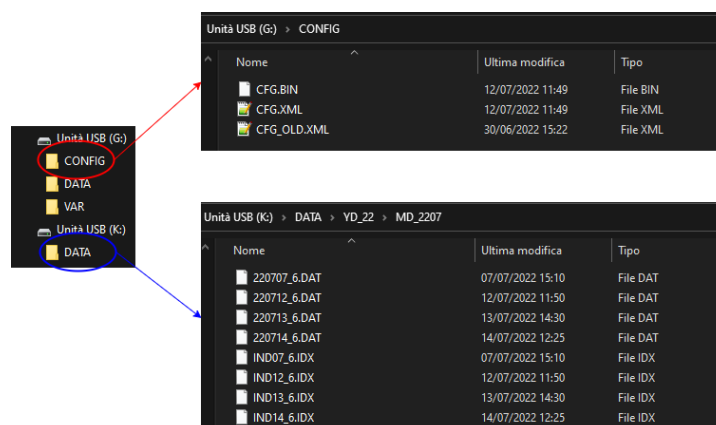 Unità USB (G:) > CONFIG
Nome Ultima modifica Tipo
CFG.BIN 12/07/2022 11:49 File BIN
CFG.XML 12/07/2022 11:49 File XML
CFG_OLD.XML 30/06/2022 15:22 File XML
Unità USB (G:)
CONFIG
DATA
VAR
Unità USB (K:)
DATA
Unità USB (K:) > DATA > YD_22 > MD_2207
Nome Ultima modifica Tipo
220707_6.DAT 07/07/2022 15:10 File DAT
220712_6.DAT 12/07/2022 11:50 File DAT
220713_6.DAT 13/07/2022 14:30 File DAT
220714_6.DAT 14/07/2022 12:25 File DAT
IND07_6.IDX 07/07/2022 15:10 File IDX
IND12_6.IDX 12/07/2022 11:50 File IDX
IND13_6.IDX 13/07/2022 14:30 File IDX
IND14_6.IDX 14/07/2022 12:25 File IDX